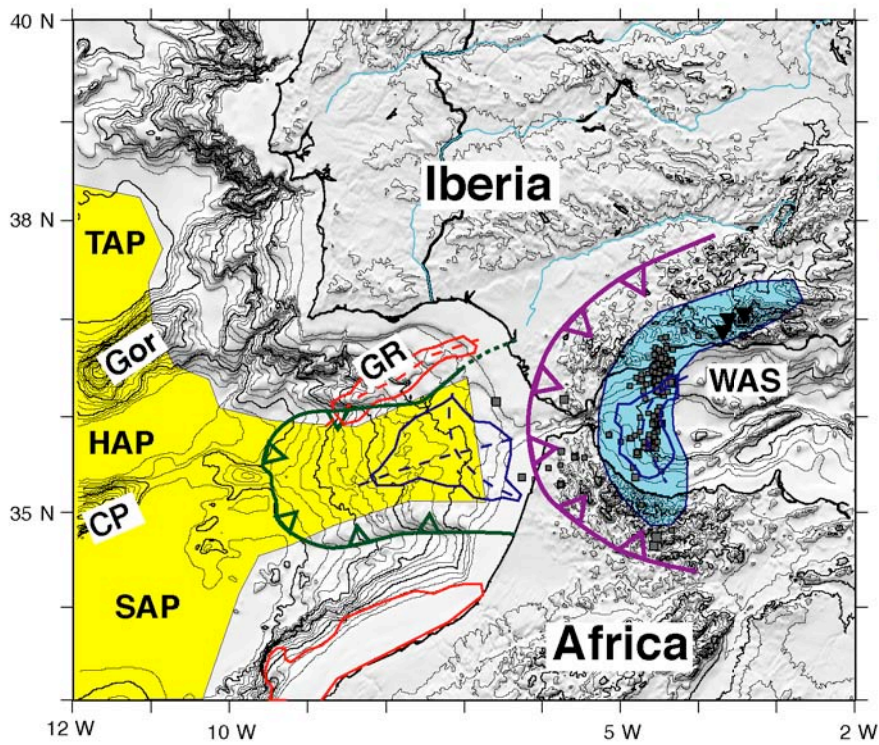 40 N
Iberia
38 N
TAP
Gor
GR
WAS
HAP
CP
35 N
SAP
Africa
12 W
10 W
5 W
2 W